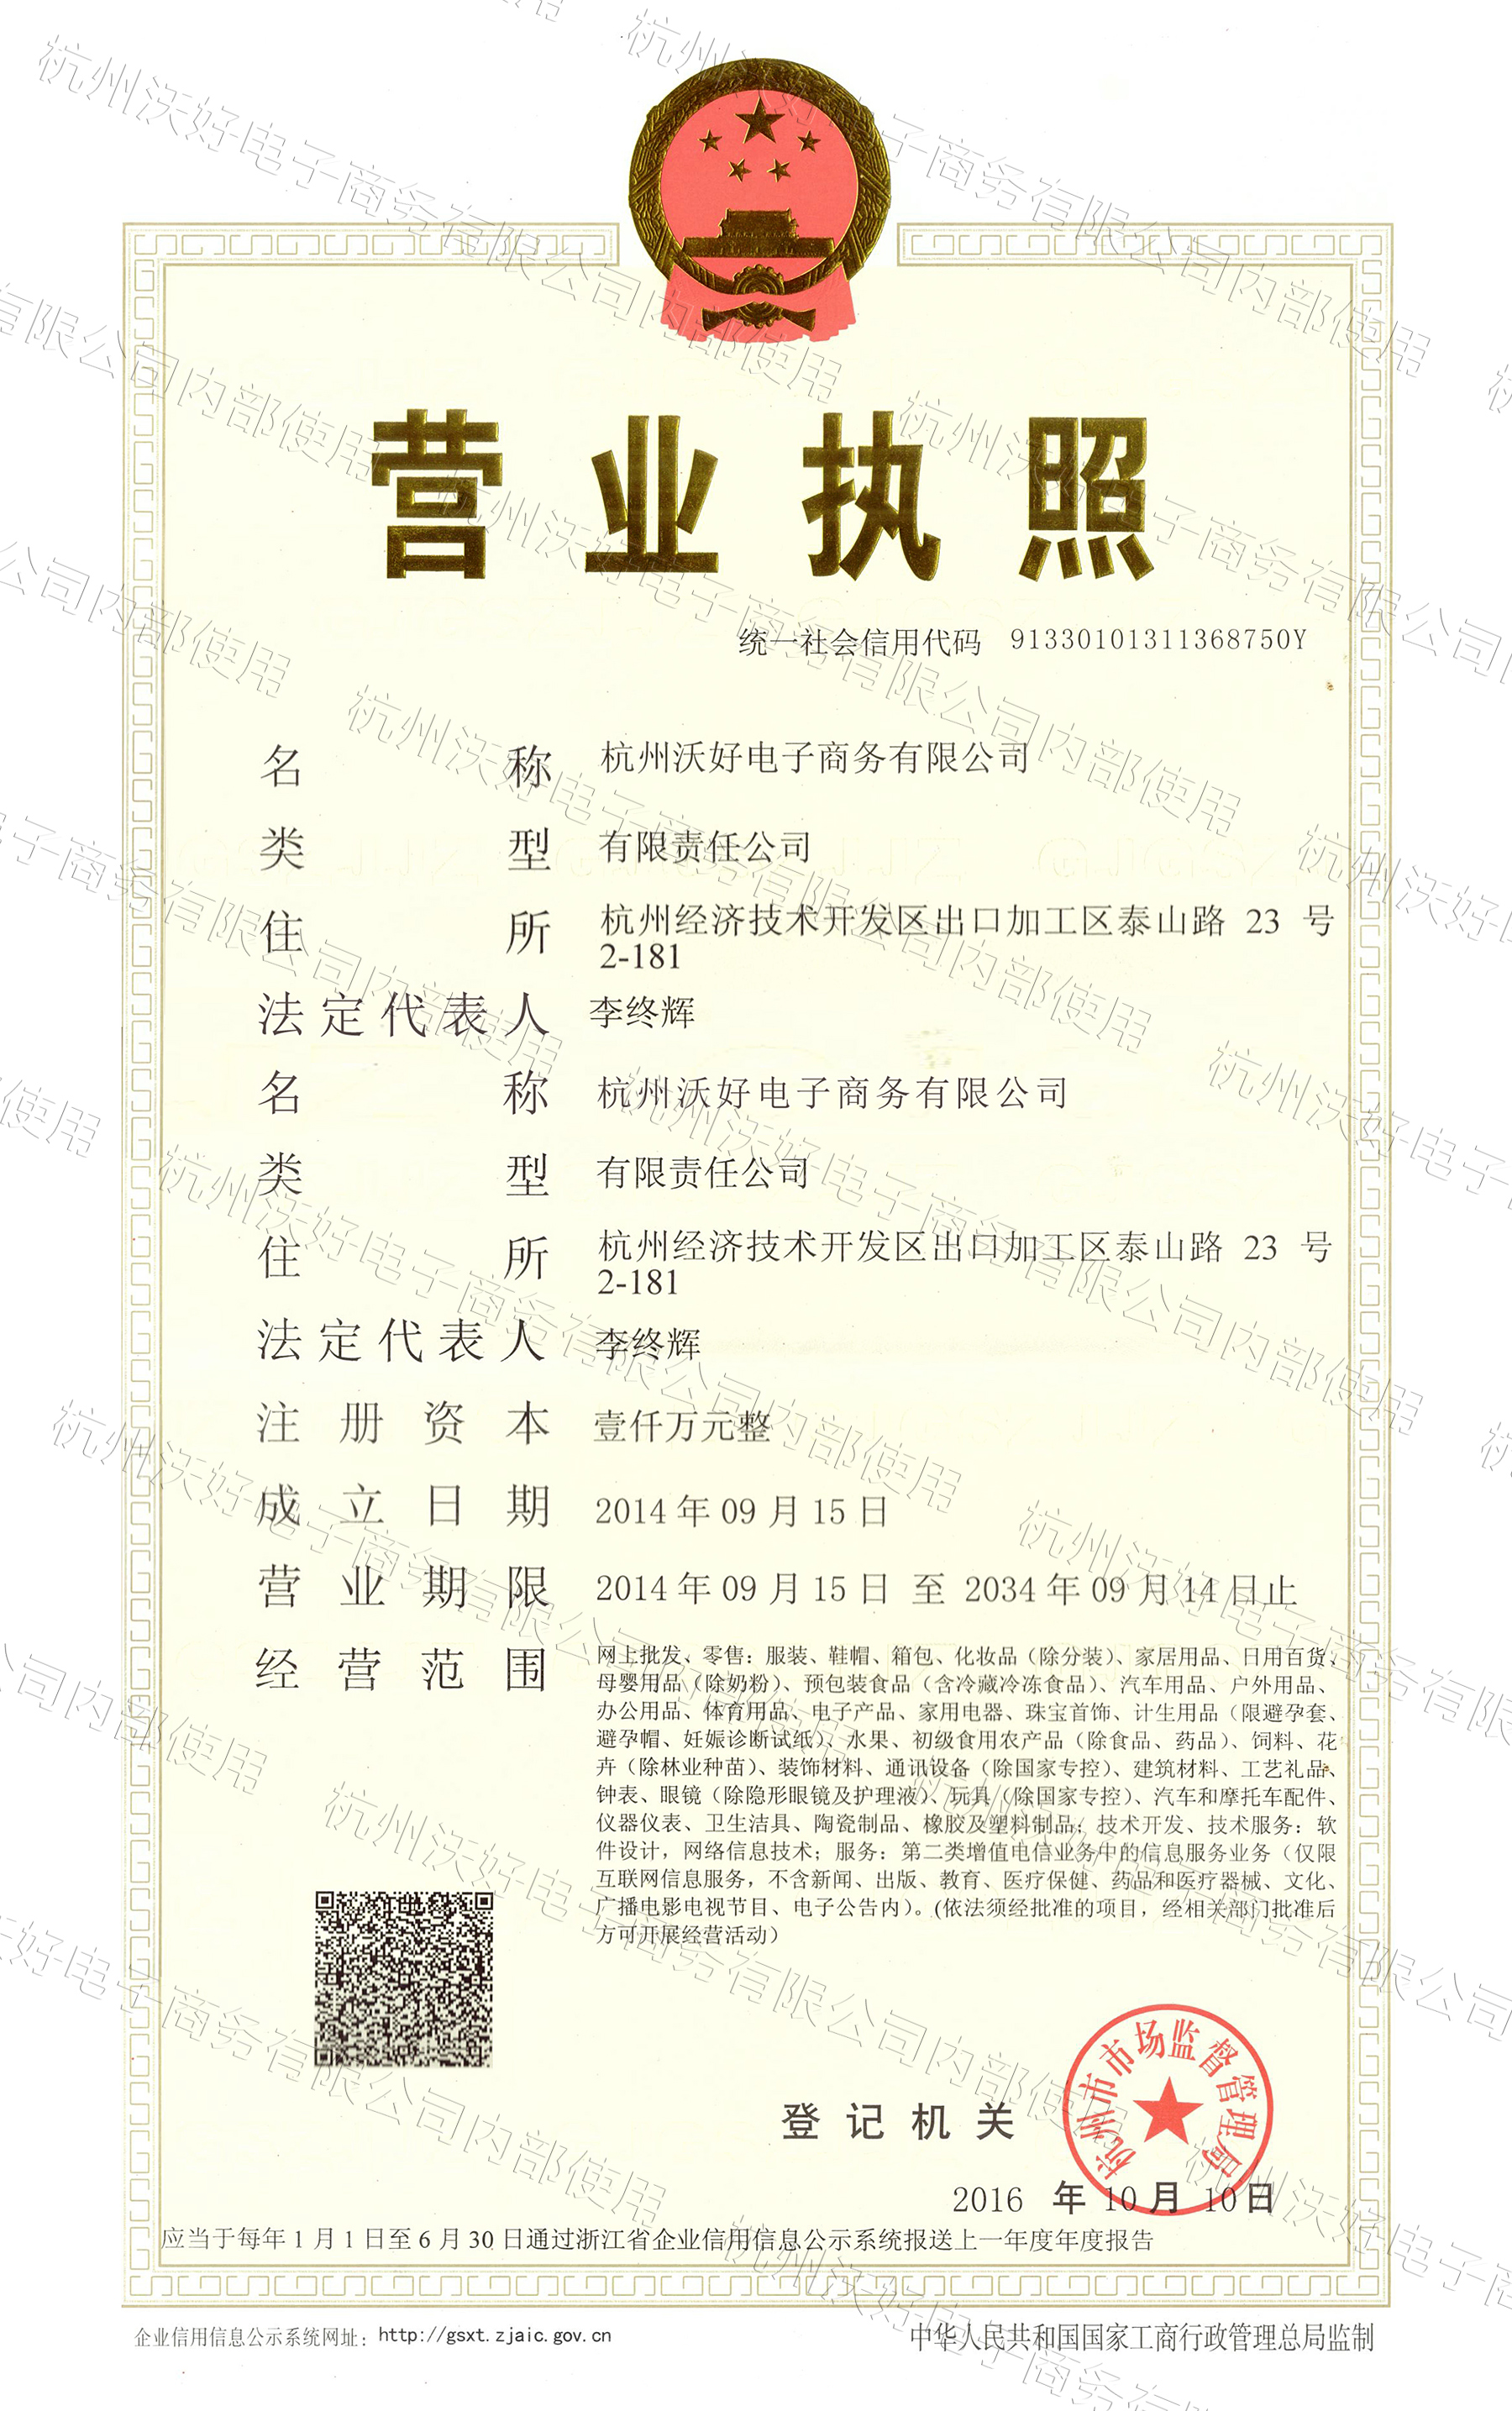 营业执照
统一社会信用代码 91330101311368750Y
名称 杭州沃好电子商务有限公司
类型 有限责任公司
住所 杭州经济技术开发区出口加工区泰山路 23 号
2-181
法定代表人 李终辉
名称 杭州沃好电子商务有限公司
类型 有限责任公司
住所 杭州经济技术开发区出口加工区泰山路 23 号
2-181
法定代表人 李终辉
注册资本 壹仟万元整
成立日期 2014 年 09 月 15 日
营业期限 2014 年 09 月 15 日 至 2034 年 09 月 14 日止
经营范围 网上批发、零售：服装、鞋帽、箱包、化妆品（除分装）、家居用品、日用百货、
母婴用品（除奶粉）、预包装食品（含冷藏冷冻食品）、汽车用品、户外用品、
办公用品、体育用品、电子产品、家用电器、珠宝首饰、计生用品（限避孕套、
避孕帽、妊娠诊断试纸）、水果、初级食用农产品（除食品、药品）、饲料、花
卉（除林业种苗）、装饰材料、通讯设备（除国家专控）、建筑材料、工艺礼品、
钟表、眼镜（除隐形眼镜及护理液）、玩具（除国家专控）、汽车和摩托车配件、
仪器仪表、卫生洁具、陶瓷制品、橡胶及塑料制品；技术开发、技术服务：软
件设计，网络信息技术；服务：第二类增值电信业务中的信息服务业务（仅限
互联网信息服务，不含新闻、出版、教育、医疗保健、药品和医疗器械、文化、
广播电影电视节目、电子公告内）。(依法须经批准的项目，经相关部门批准后
方可开展经营活动）
杭州市市场监督管理局
登记机关
2016 年 10 月 10 日
应当于每年 1 月 1 日至 6 月 30 日通过浙江省企业信用信息公示系统报送上一年度年度报告
企业信用信息公示系统网址：http://gsxt.zjaic.gov.cn
中华人民共和国国家工商行政管理总局监制
杭州沃好电子商务有限公司内部使用